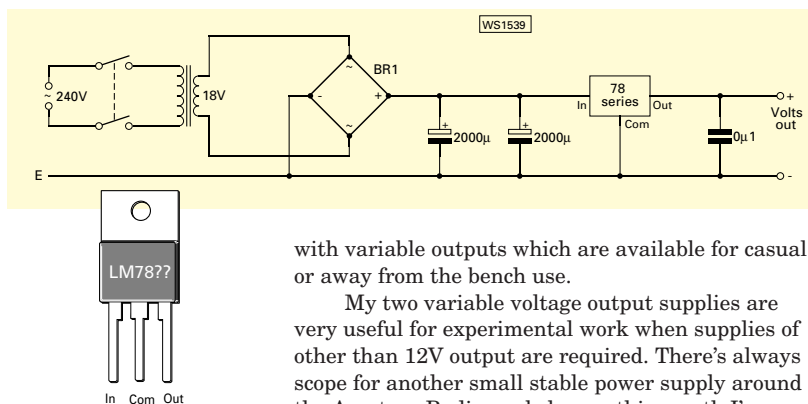 WS1539
BR1
~
240V
~
18V
-
+
~
78
series
In
Out
Com
+
Volts
out
+
2000μ
+
2000μ
0μ1
E
-
LM78??
In Com Out
with variable outputs which are available for casual
or away from the bench use.
My two variable voltage output supplies are
very useful for experimental work when supplies of
other than 12V output are required. There's always
scope for another small stable power supply around